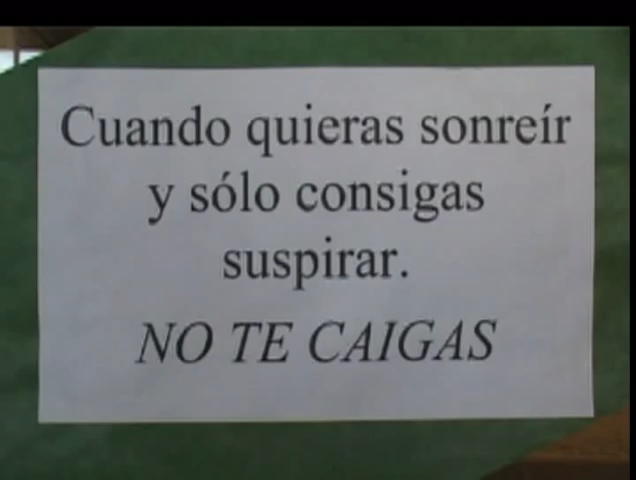 Cuando quieras sonreír
y sólo consigas
suspirar.
NO TE CAIGAS